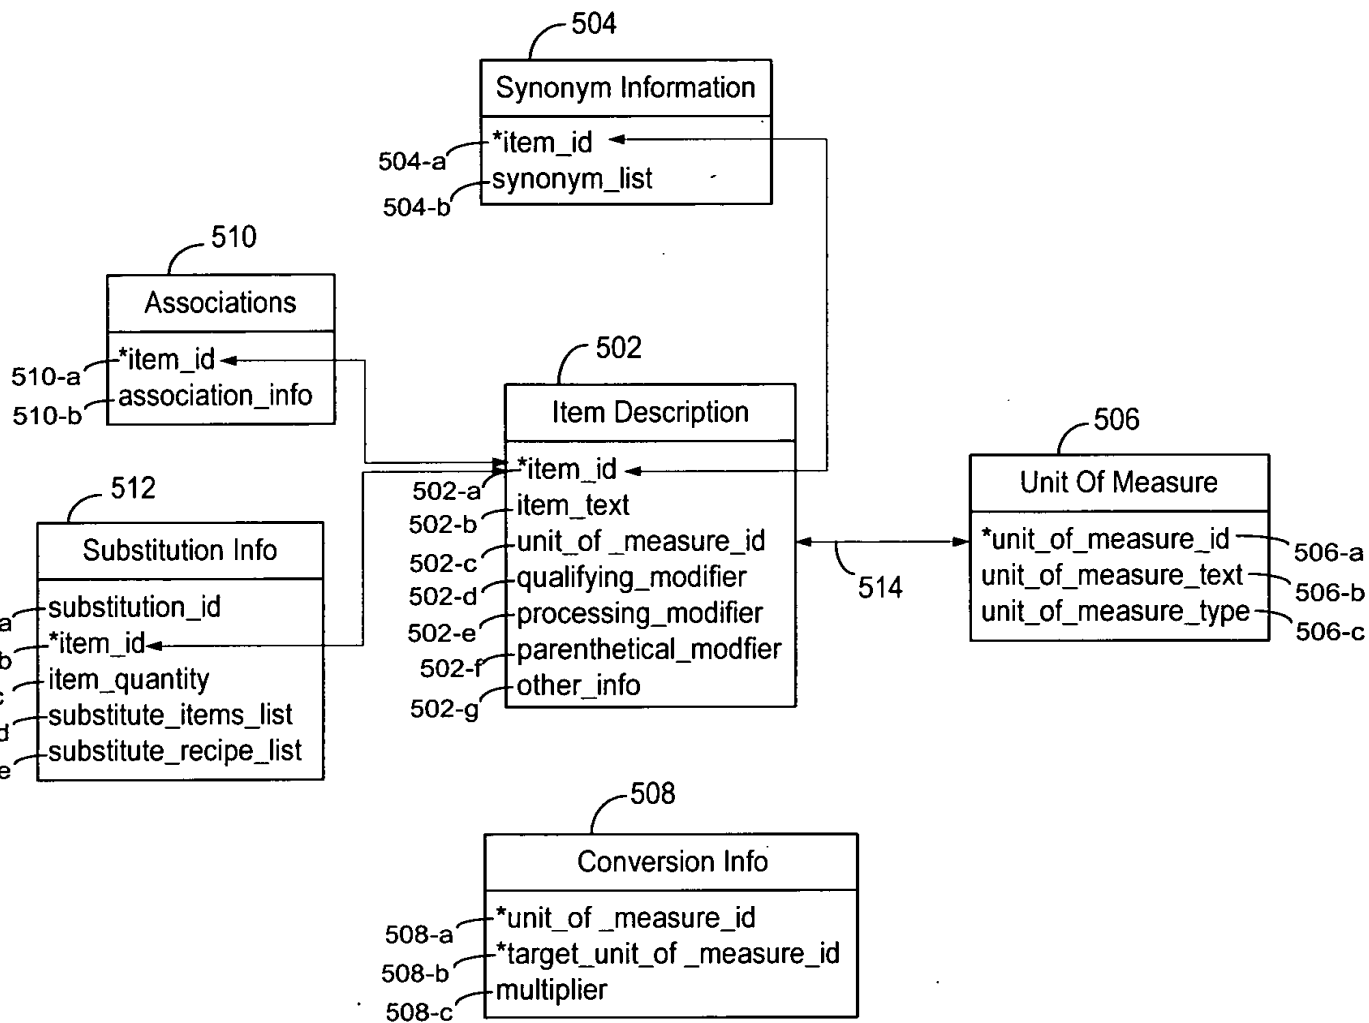 504
Synonym Information
*item_id
504-a
synonym_list
504-b
510
Associations
*item_id
510-a
association_info
510-b
502
Item Description
*item_id
502-a
item_text
502-b
unit_of _measure_id
502-c
qualifying_modifier
502-d
processing_modifier
502-e
parenthetical_modfier
502-f
other_info
502-g
506
Unit Of Measure
*unit_of_measure_id
506-a
unit_of_measure_text
506-b
unit_of_measure_type
506-c
514
512
Substitution Info
substitution_id
a
*item_id
b
item_quantity
c
substitute_items_list
d
substitute_recipe_list
e
508
Conversion Info
*unit_of _measure_id
508-a
*target_unit_of _measure_id
508-b
multiplier
508-c